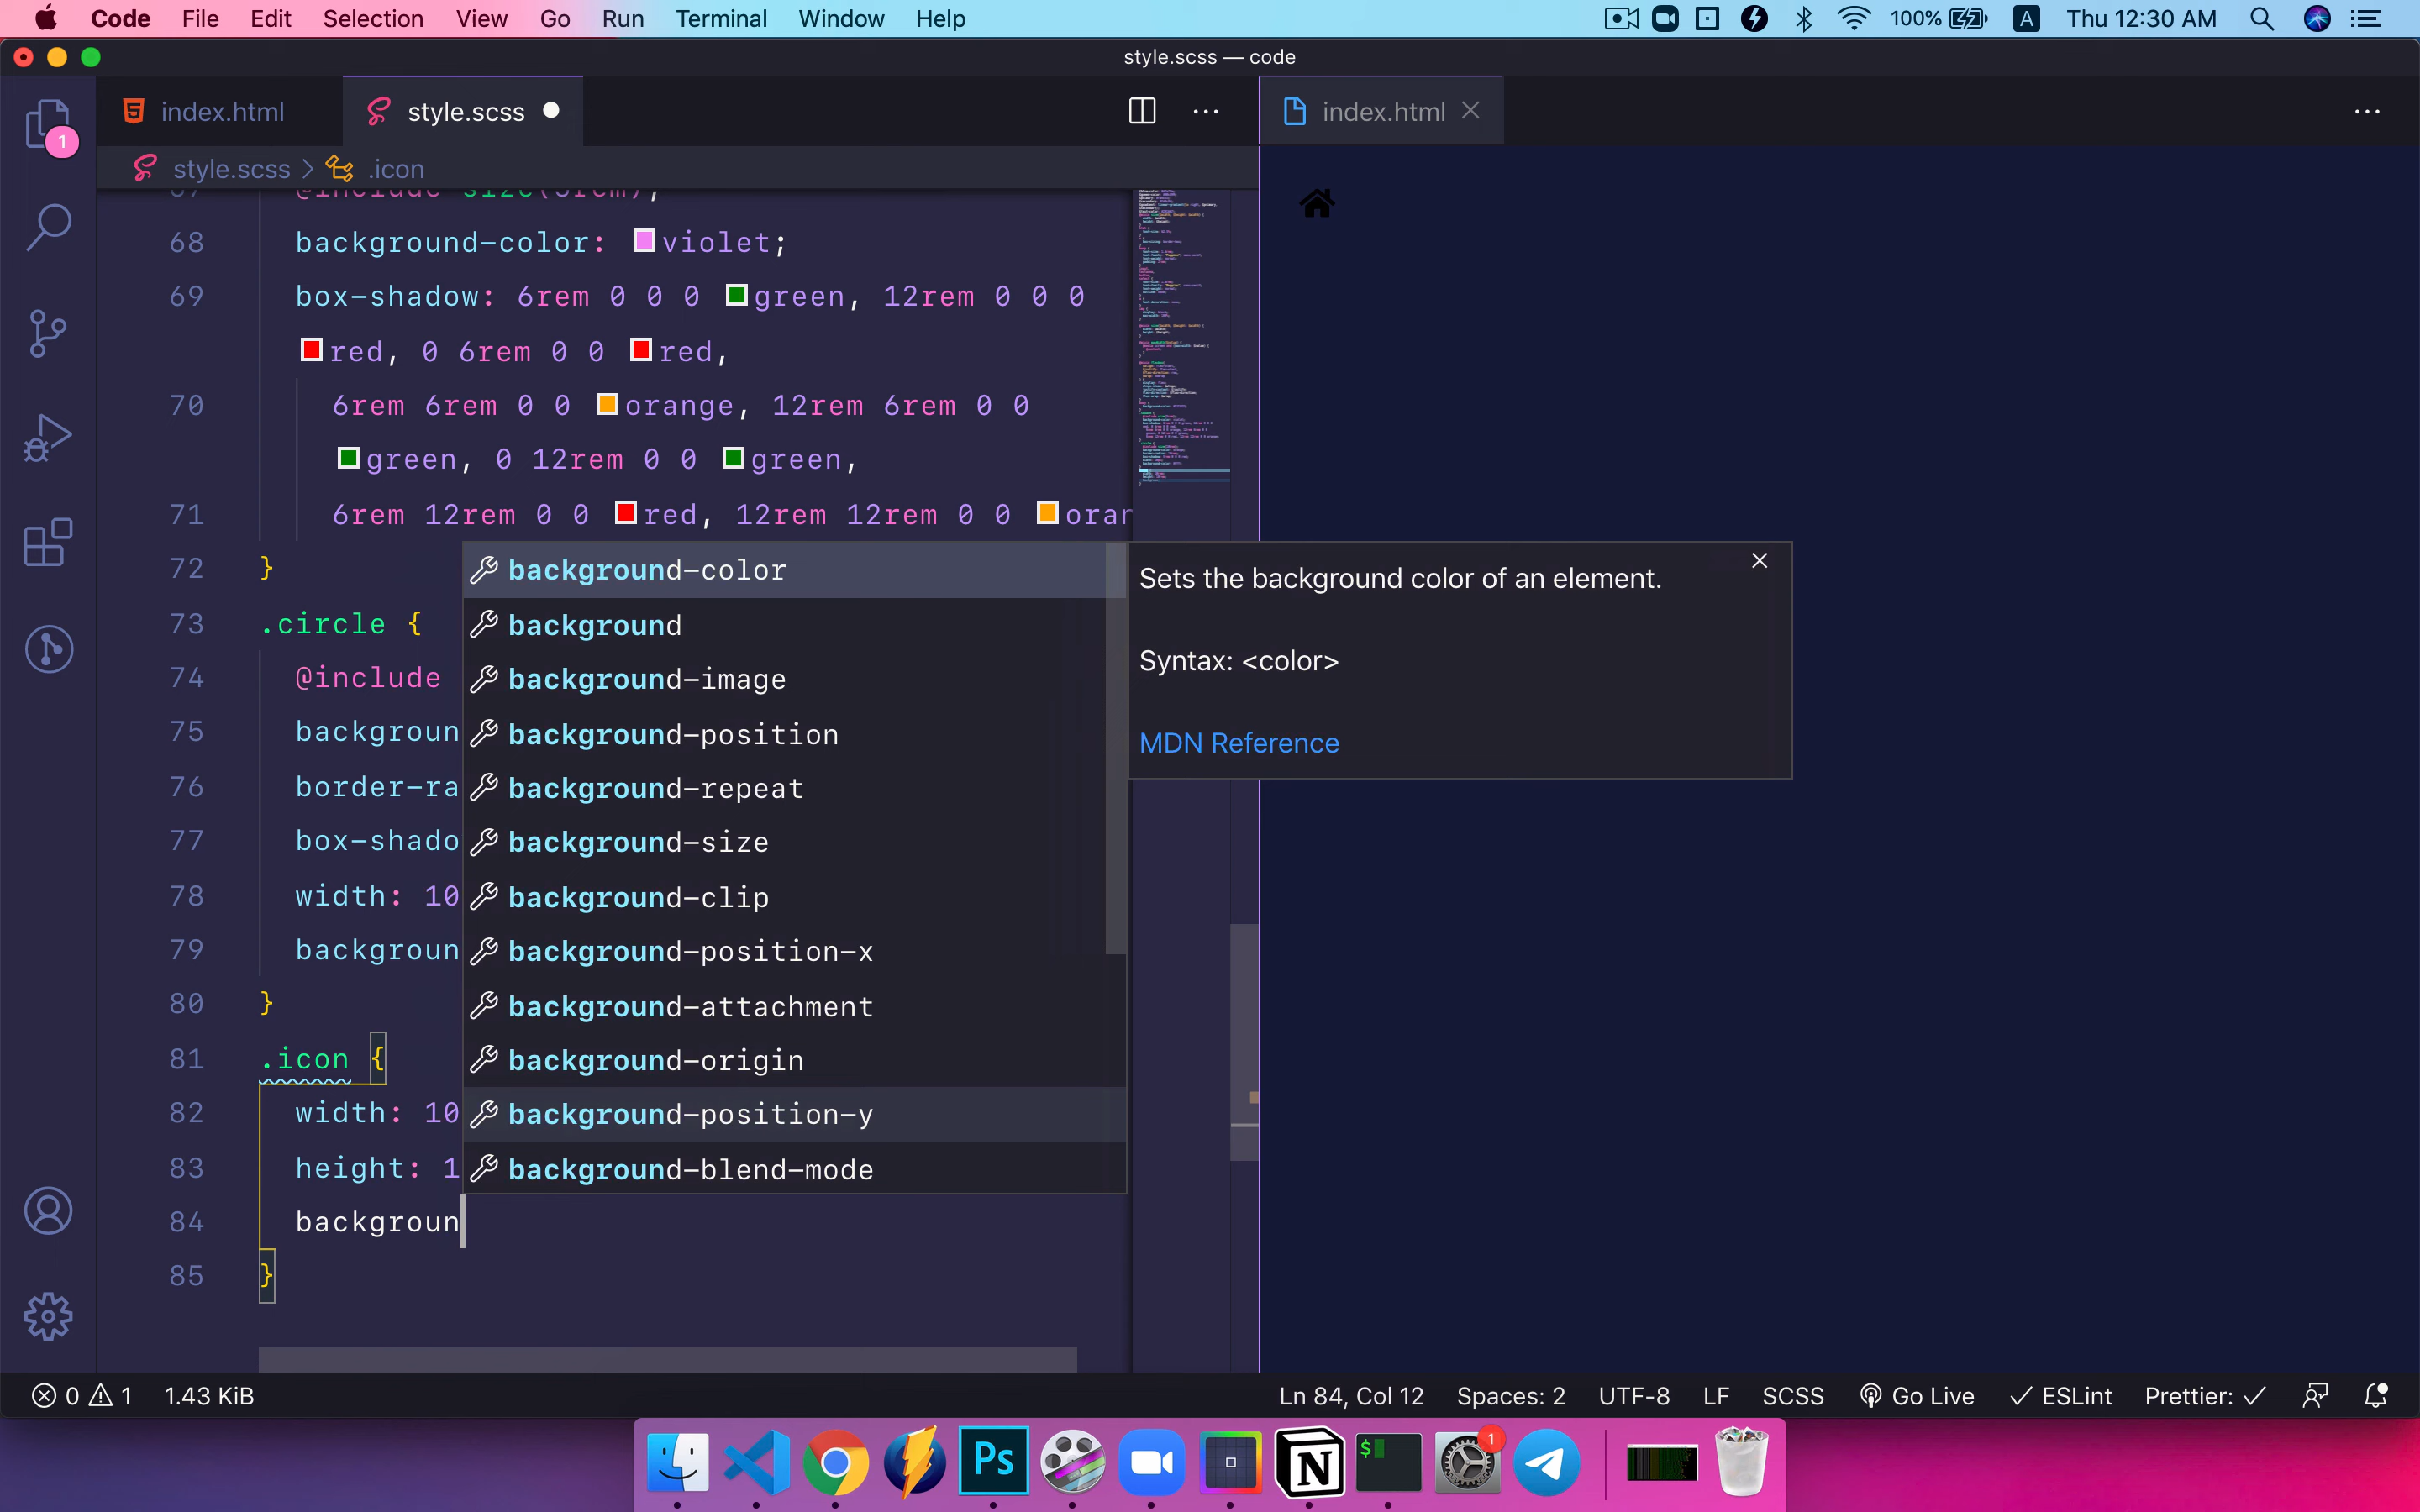 Code File Edit Selection View Go Run Terminal Window Help 100% A Thu 12:30 AM
style.scss — code
index.html style.scss index.html
1
style.scss > .icon
68 background-color: violet;
69 box-shadow: 6rem 0 0 0 green, 12rem 0 0 0
red, 0 6rem 0 0 red,
70 6rem 6rem 0 0 orange, 12rem 6rem 0 0
green, 0 12rem 0 0 green,
71 6rem 12rem 0 0 red, 12rem 12rem 0 0 oran
72 }
73 .circle {
74 @include
75 backgroun
76 border-ra
77 box-shado
78 width: 10
79 backgroun
80 }
81 .icon {
82 width: 10
83 height: 1
84 backgroun
85 }
background-color
background
background-image
background-position
background-repeat
background-size
background-clip
background-position-x
background-attachment
background-origin
background-position-y
background-blend-mode
Sets the background color of an element.
Syntax: <color>
MDN Reference
0 1 1.43 KiB Ln 84, Col 12 Spaces: 2 UTF-8 LF SCSS Go Live ESLint Prettier:
Ps N $ 1